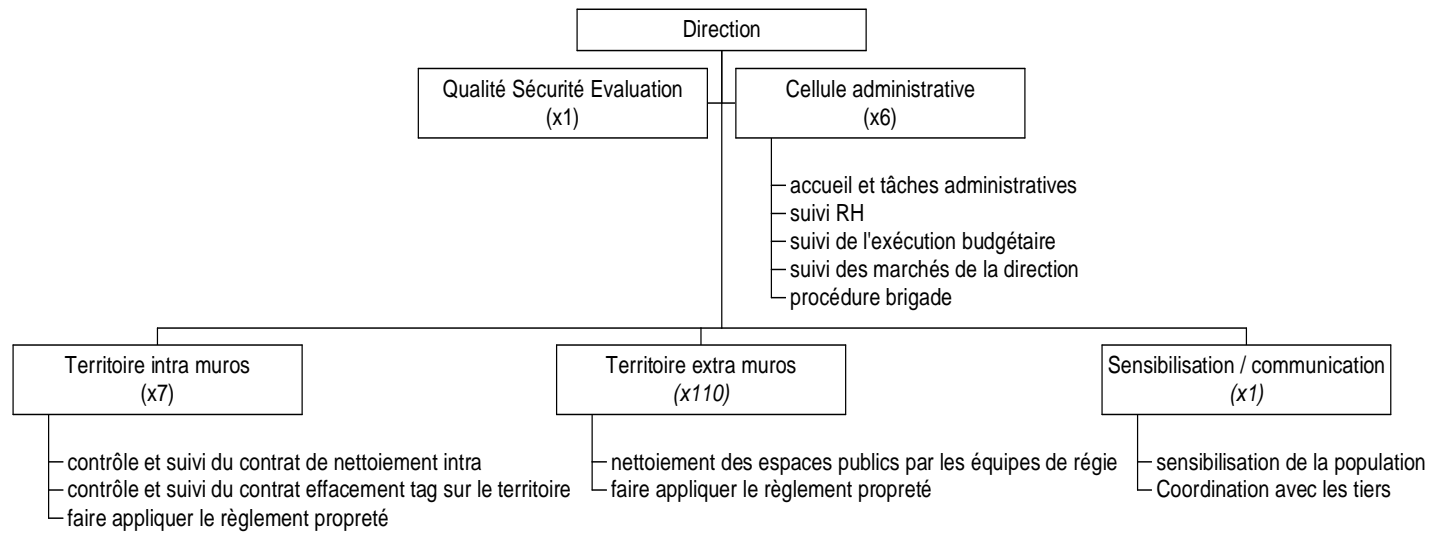 Direction
Qualité Sécurité Evaluation
(x1)
Cellule administrative
(x6)
accueil et tâches administratives
suivi RH
suivi de l'exécution budgétaire
suivi des marchés de la direction
procédure brigade
Territoire intra muros
(x7)
contrôle et suivi du contrat de nettoiement intra
contrôle et suivi du contrat effacement tag sur le territoire
faire appliquer le règlement propreté
Territoire extra muros
(x110)
nettoiement des espaces publics par les équipes de régie
faire appliquer le règlement propreté
Sensibilisation / communication
(x1)
sensibilisation de la population
Coordination avec les tiers